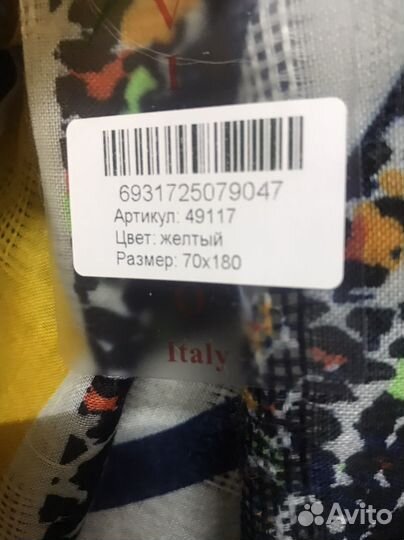 V
I
6931725079047
Артикул: 49117
Цвет: желтый
Размер: 70x180
Italy
Avito